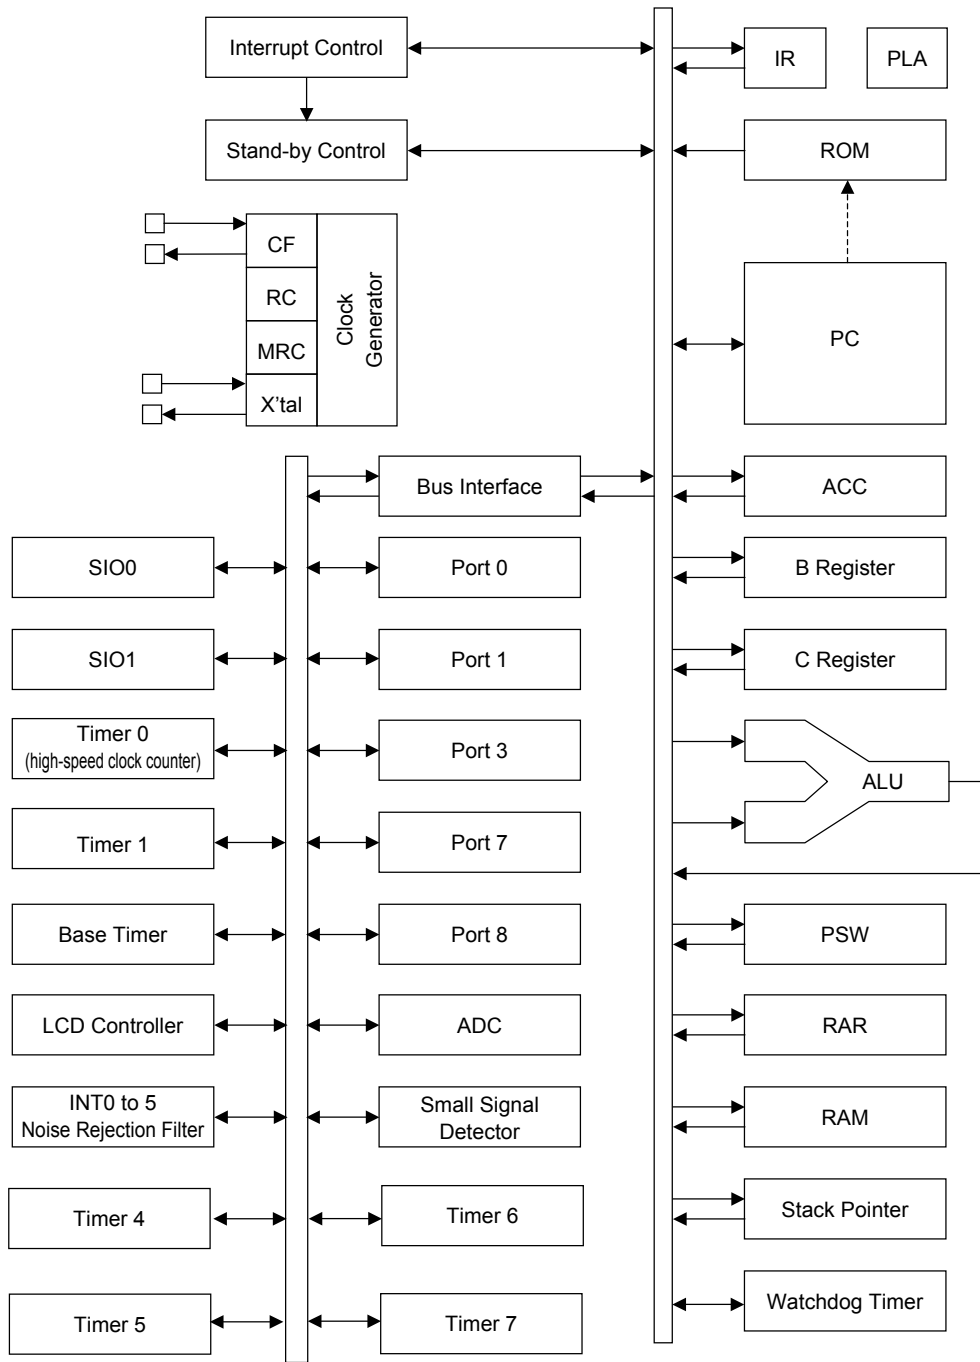 Interrupt Control
IR
PLA
Stand-by Control
ROM
CF
RC
MRC
X'tal
Clock
Generator
PC
Bus Interface
ACC
SIO0
Port 0
B Register
SIO1
Port 1
C Register
Timer 0
(high-speed clock counter)
Port 3
ALU
Timer 1
Port 7
Base Timer
Port 8
PSW
LCD Controller
ADC
RAR
INT0 to 5
Noise Rejection Filter
Small Signal
Detector
RAM
Timer 4
Timer 6
Stack Pointer
Timer 5
Timer 7
Watchdog Timer